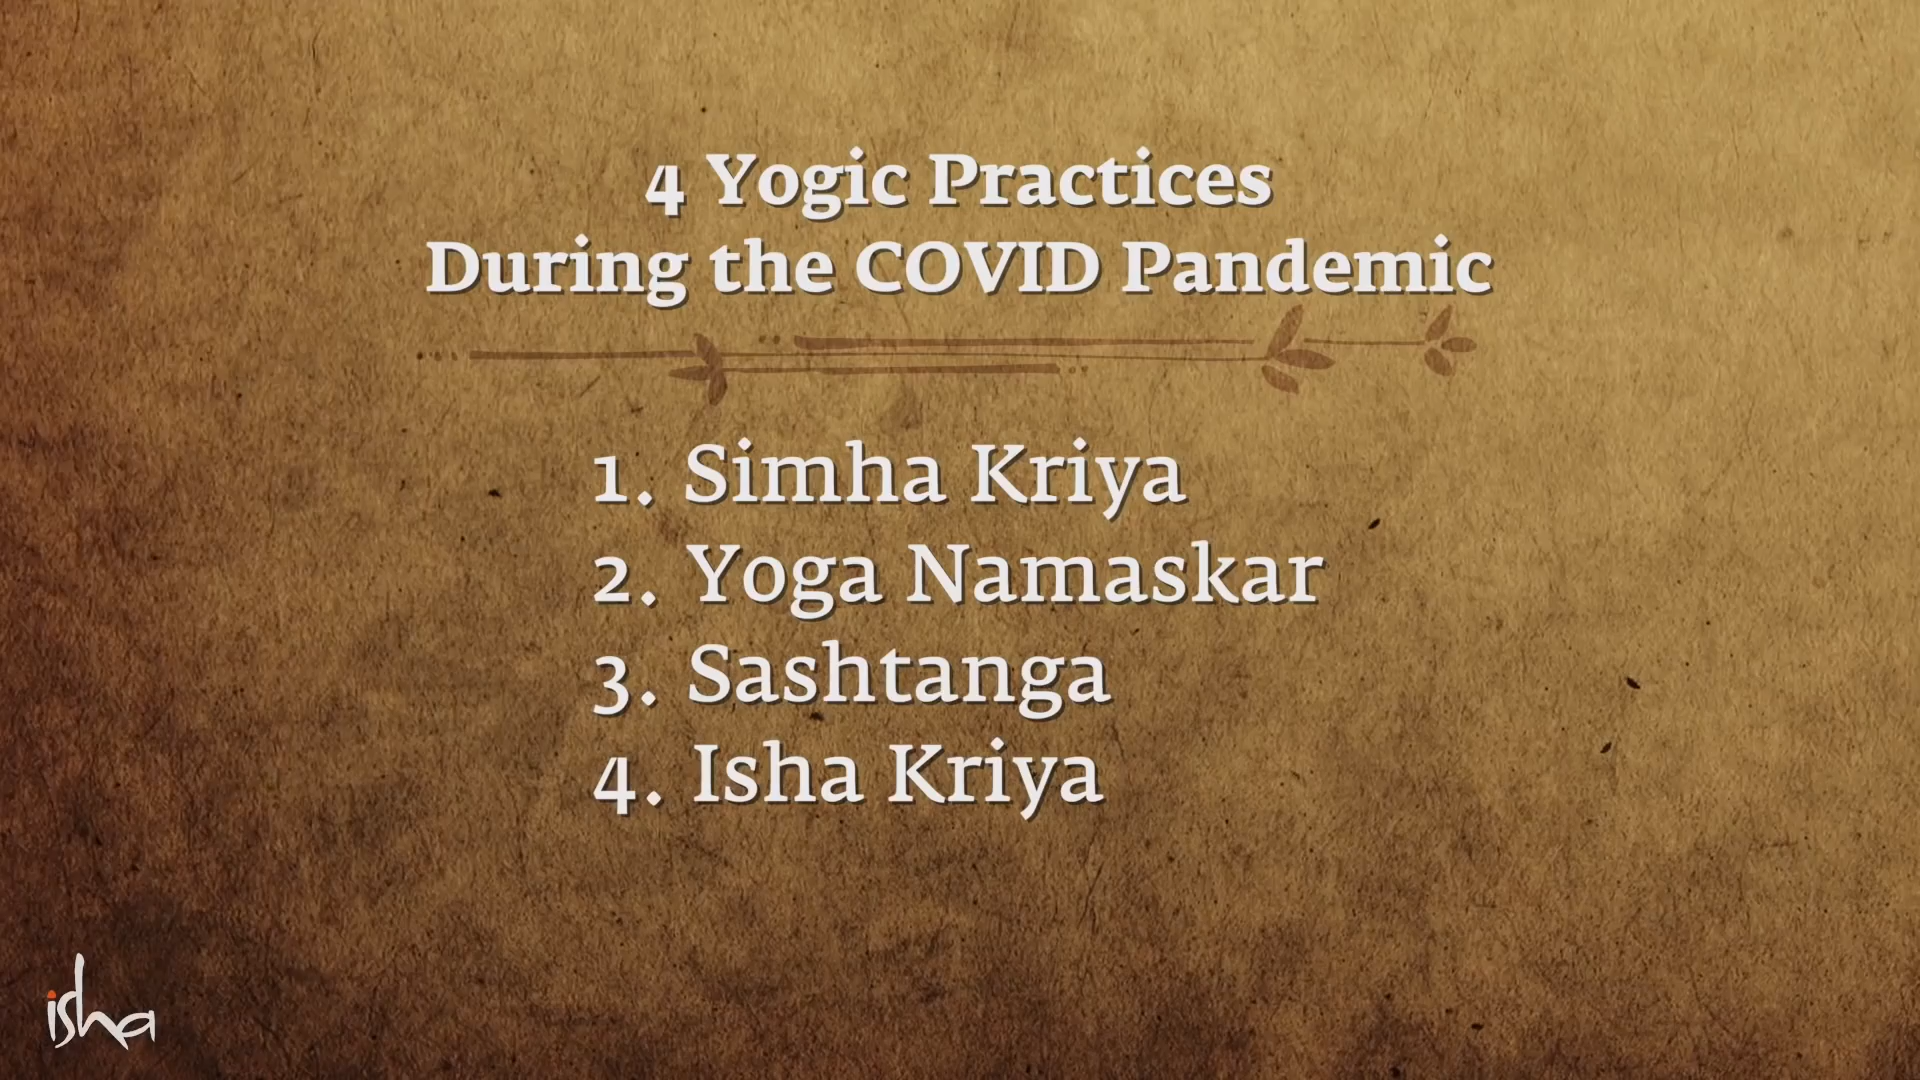 4 Yogic Practices
During the COVID Pandemic
1. Simha Kriya
2. Yoga Namaskar
3. Sashtanga
4. Isha Kriya
isha